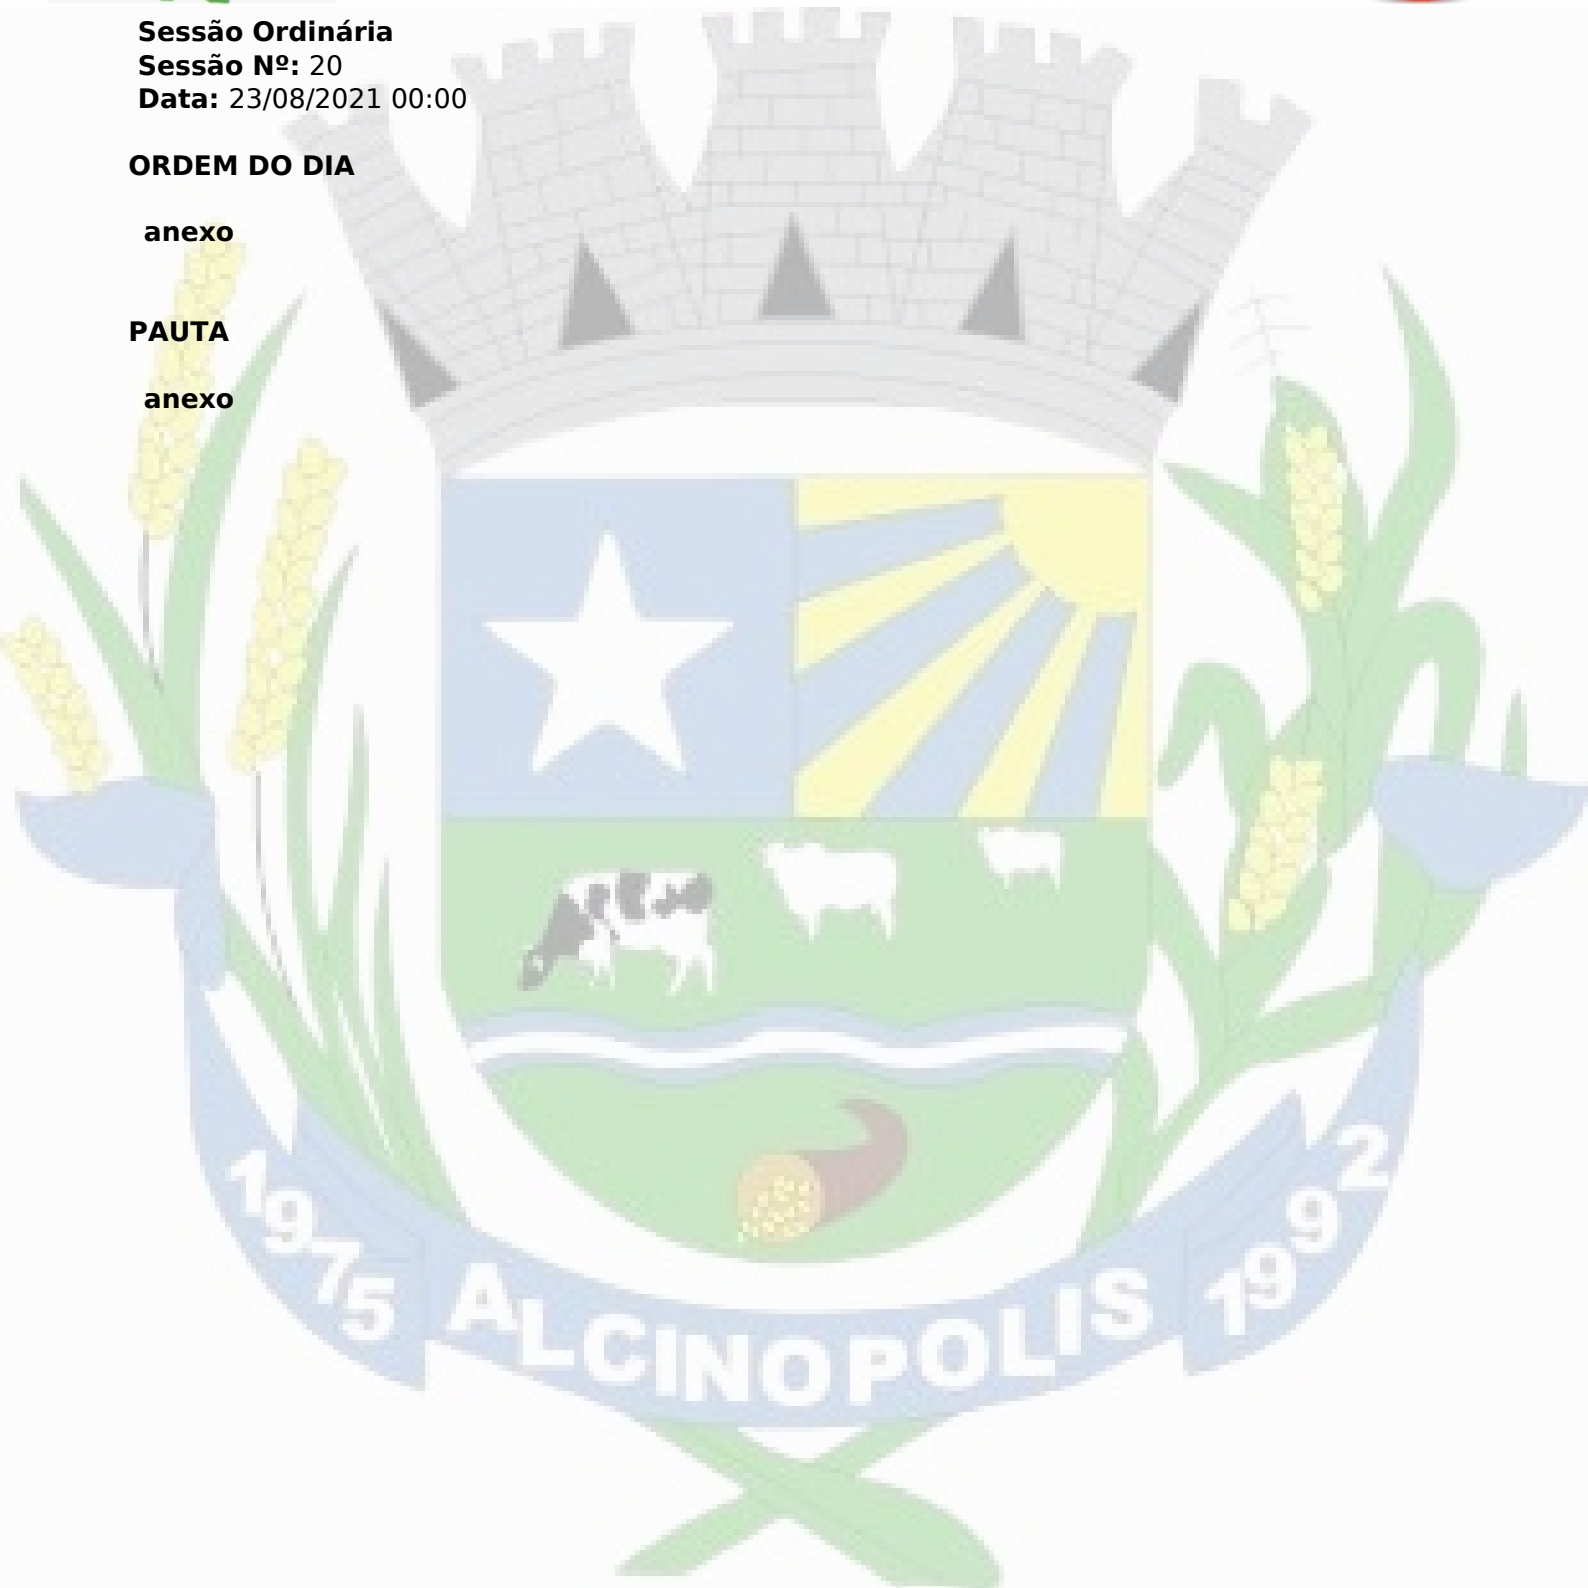 Sessão Ordinária
Sessão Nº: 20
Data: 23/08/2021 00:00
ORDEM DO DIA
anexo
PAUTA
anexo
1975 ALCINOPOLIS 1992